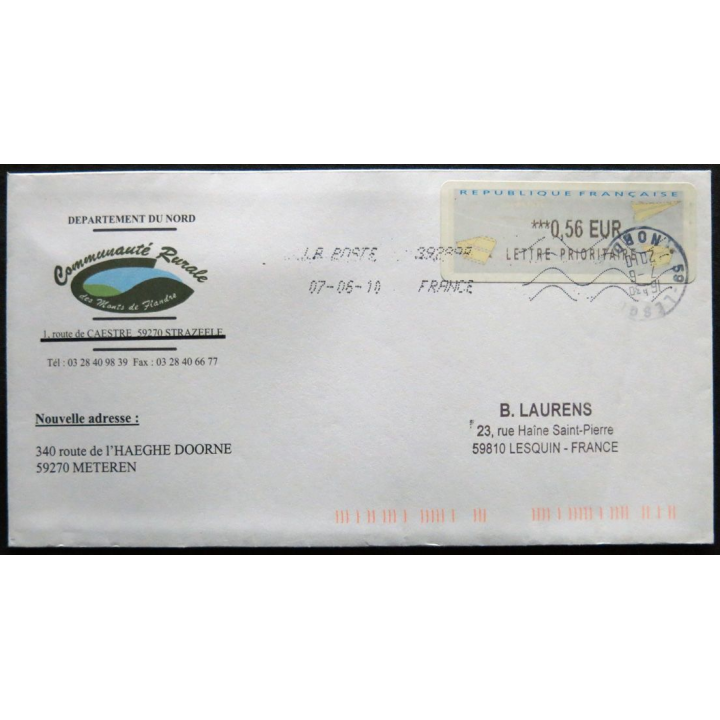 DEPARTEMENT DU NORD
Communauté Rurale
des Monts de Flandre
1, route de CAESTRE 59270 STRAZEELE
Tél : 03 28 40 98 39 Fax : 03 28 40 66 77
Nouvelle adresse :
340 route de l'HAEGHE DOORNE
59270 METEREN
REPUBLIQUE FRANÇAISE
***0,56 EUR
LETTRE PRIORITAIRE
LA POSTE
07-06-10 FRANCE
B. LAURENS
23, rue Haîne Saint-Pierre
59810 LESQUIN - FRANCE